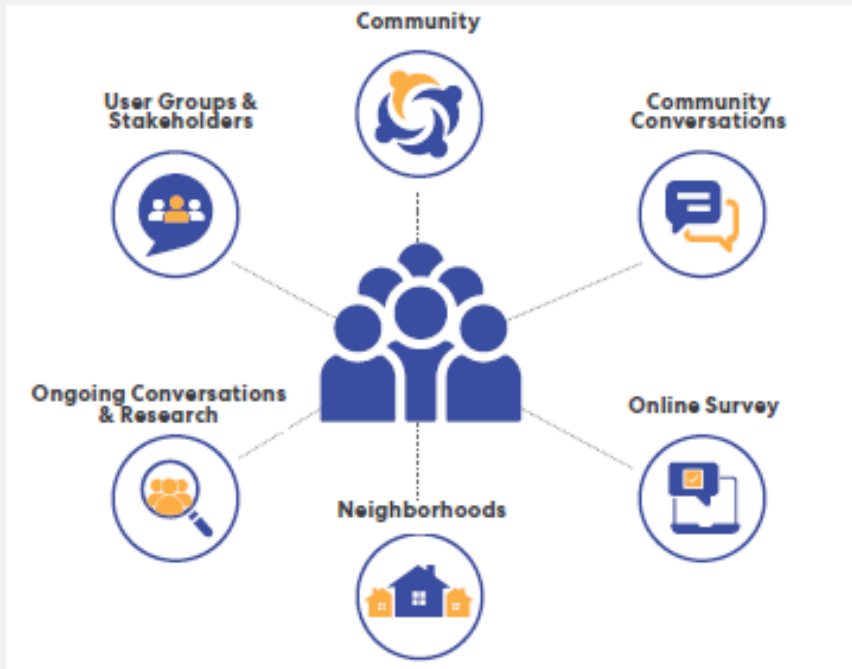 Community
User Groups &
Stakeholders
Community
Conversations
Ongoing Conversations
& Research
Online Survey
Neighborhoods